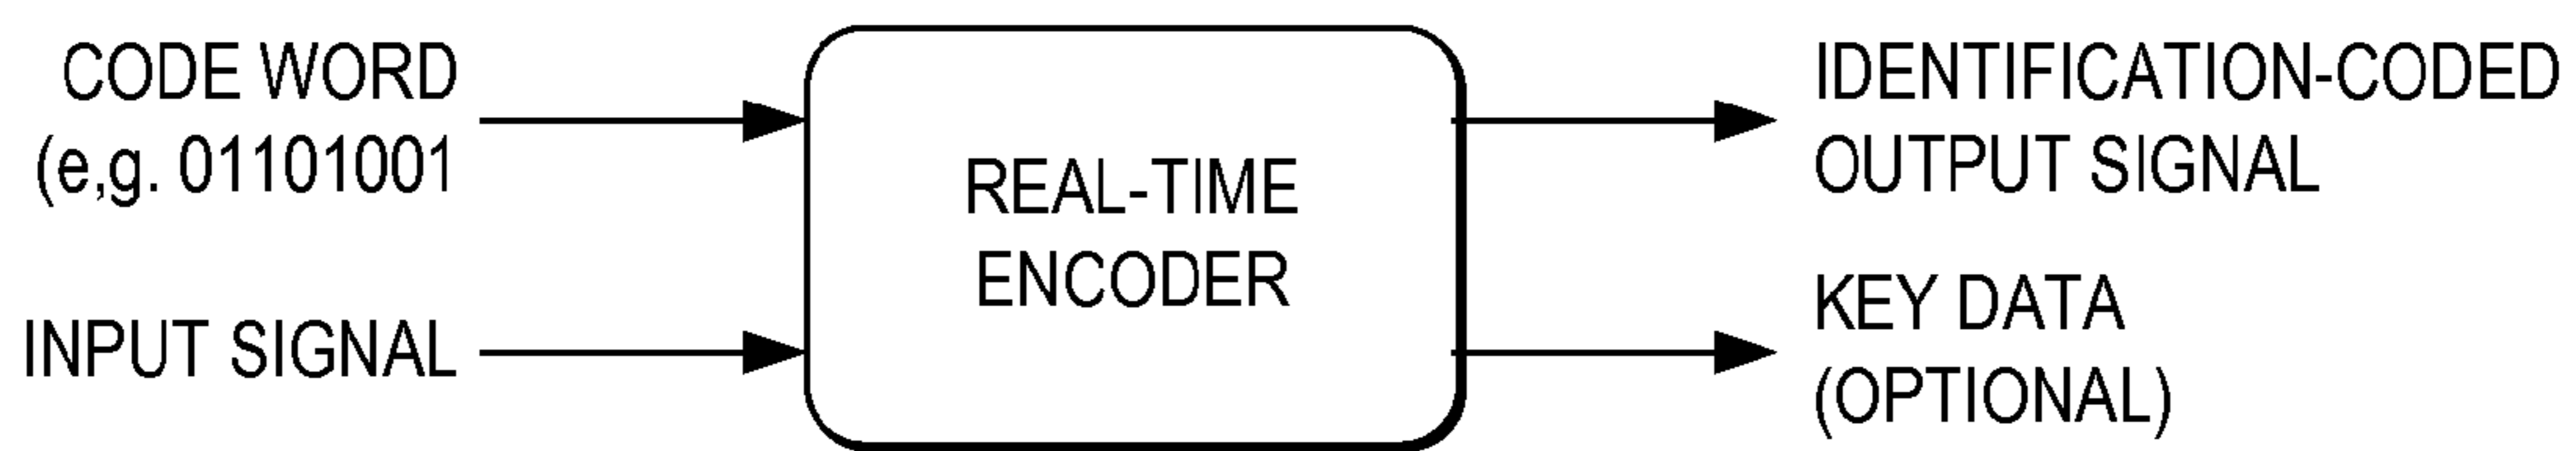 CODE WORD
(e,g. 01101001
INPUT SIGNAL
REAL-TIME
ENCODER
IDENTIFICATION-CODED
OUTPUT SIGNAL
KEY DATA
(OPTIONAL)